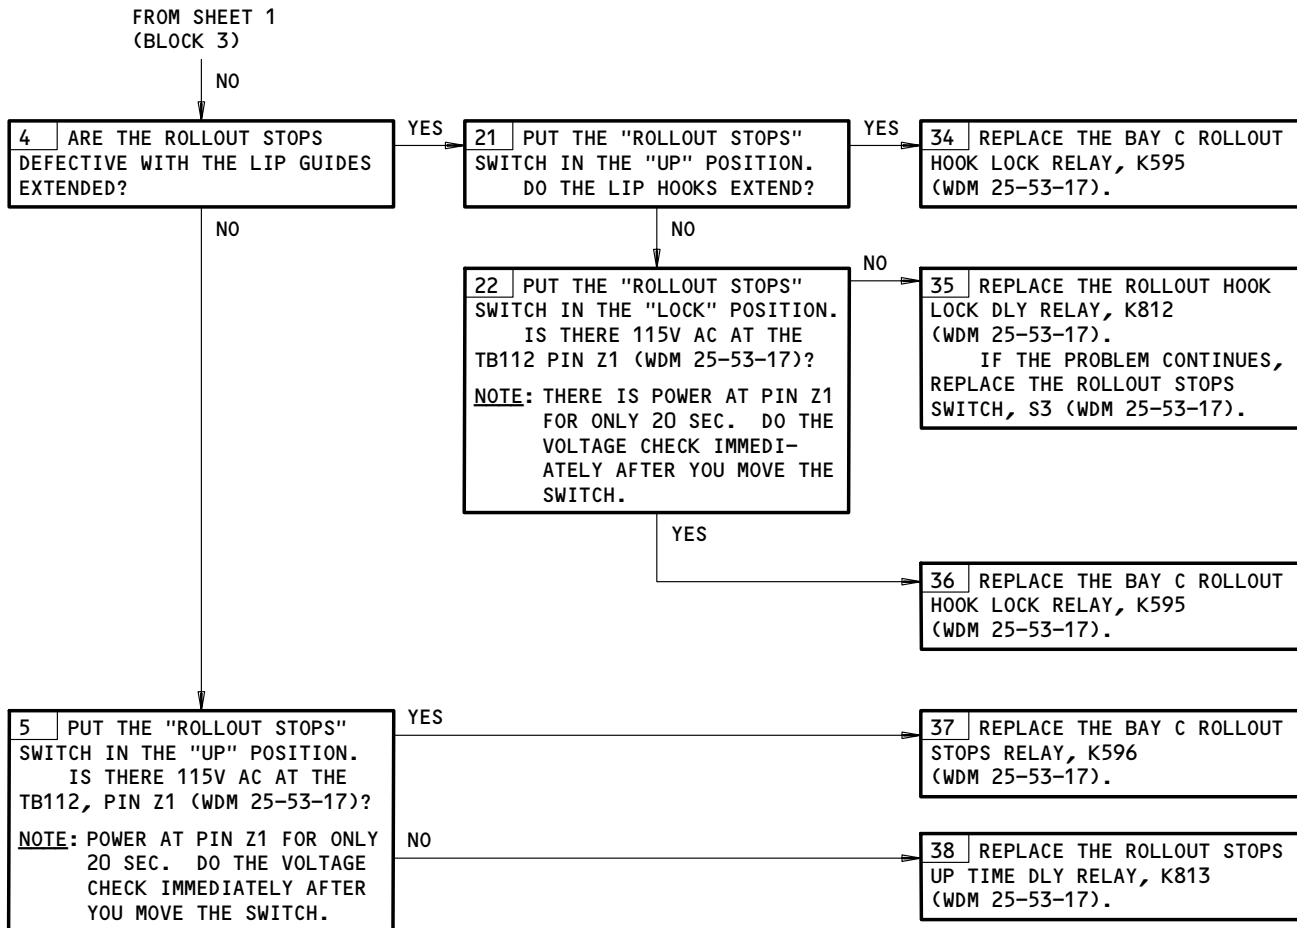 FROM SHEET 1
(BLOCK 3)
NO
4 ARE THE ROLLOUT STOPS
DEFECTIVE WITH THE LIP GUIDES
EXTENDED?
YES
21 PUT THE "ROLLOUT STOPS"
SWITCH IN THE "UP" POSITION.
DO THE LIP HOOKS EXTEND?
YES
34 REPLACE THE BAY C ROLLOUT
HOOK LOCK RELAY, K595
(WDM 25-53-17).
NO
NO
22 PUT THE "ROLLOUT STOPS"
SWITCH IN THE "LOCK" POSITION.
IS THERE 115V AC AT THE
TB112 PIN Z1 (WDM 25-53-17)?
NOTE: THERE IS POWER AT PIN Z1
FOR ONLY 20 SEC. DO THE
VOLTAGE CHECK IMMEDI-
ATELY AFTER YOU MOVE THE
SWITCH.
NO
35 REPLACE THE ROLLOUT HOOK
LOCK DLY RELAY, K812
(WDM 25-53-17).
IF THE PROBLEM CONTINUES,
REPLACE THE ROLLOUT STOPS
SWITCH, S3 (WDM 25-53-17).
YES
36 REPLACE THE BAY C ROLLOUT
HOOK LOCK RELAY, K595
(WDM 25-53-17).
5 PUT THE "ROLLOUT STOPS"
SWITCH IN THE "UP" POSITION.
IS THERE 115V AC AT THE
TB112, PIN Z1 (WDM 25-53-17)?
NOTE: POWER AT PIN Z1 FOR ONLY
20 SEC. DO THE VOLTAGE
CHECK IMMEDIATELY AFTER
YOU MOVE THE SWITCH.
YES
37 REPLACE THE BAY C ROLLOUT
STOPS RELAY, K596
(WDM 25-53-17).
NO
38 REPLACE THE ROLLOUT STOPS
UP TIME DLY RELAY, K813
(WDM 25-53-17).